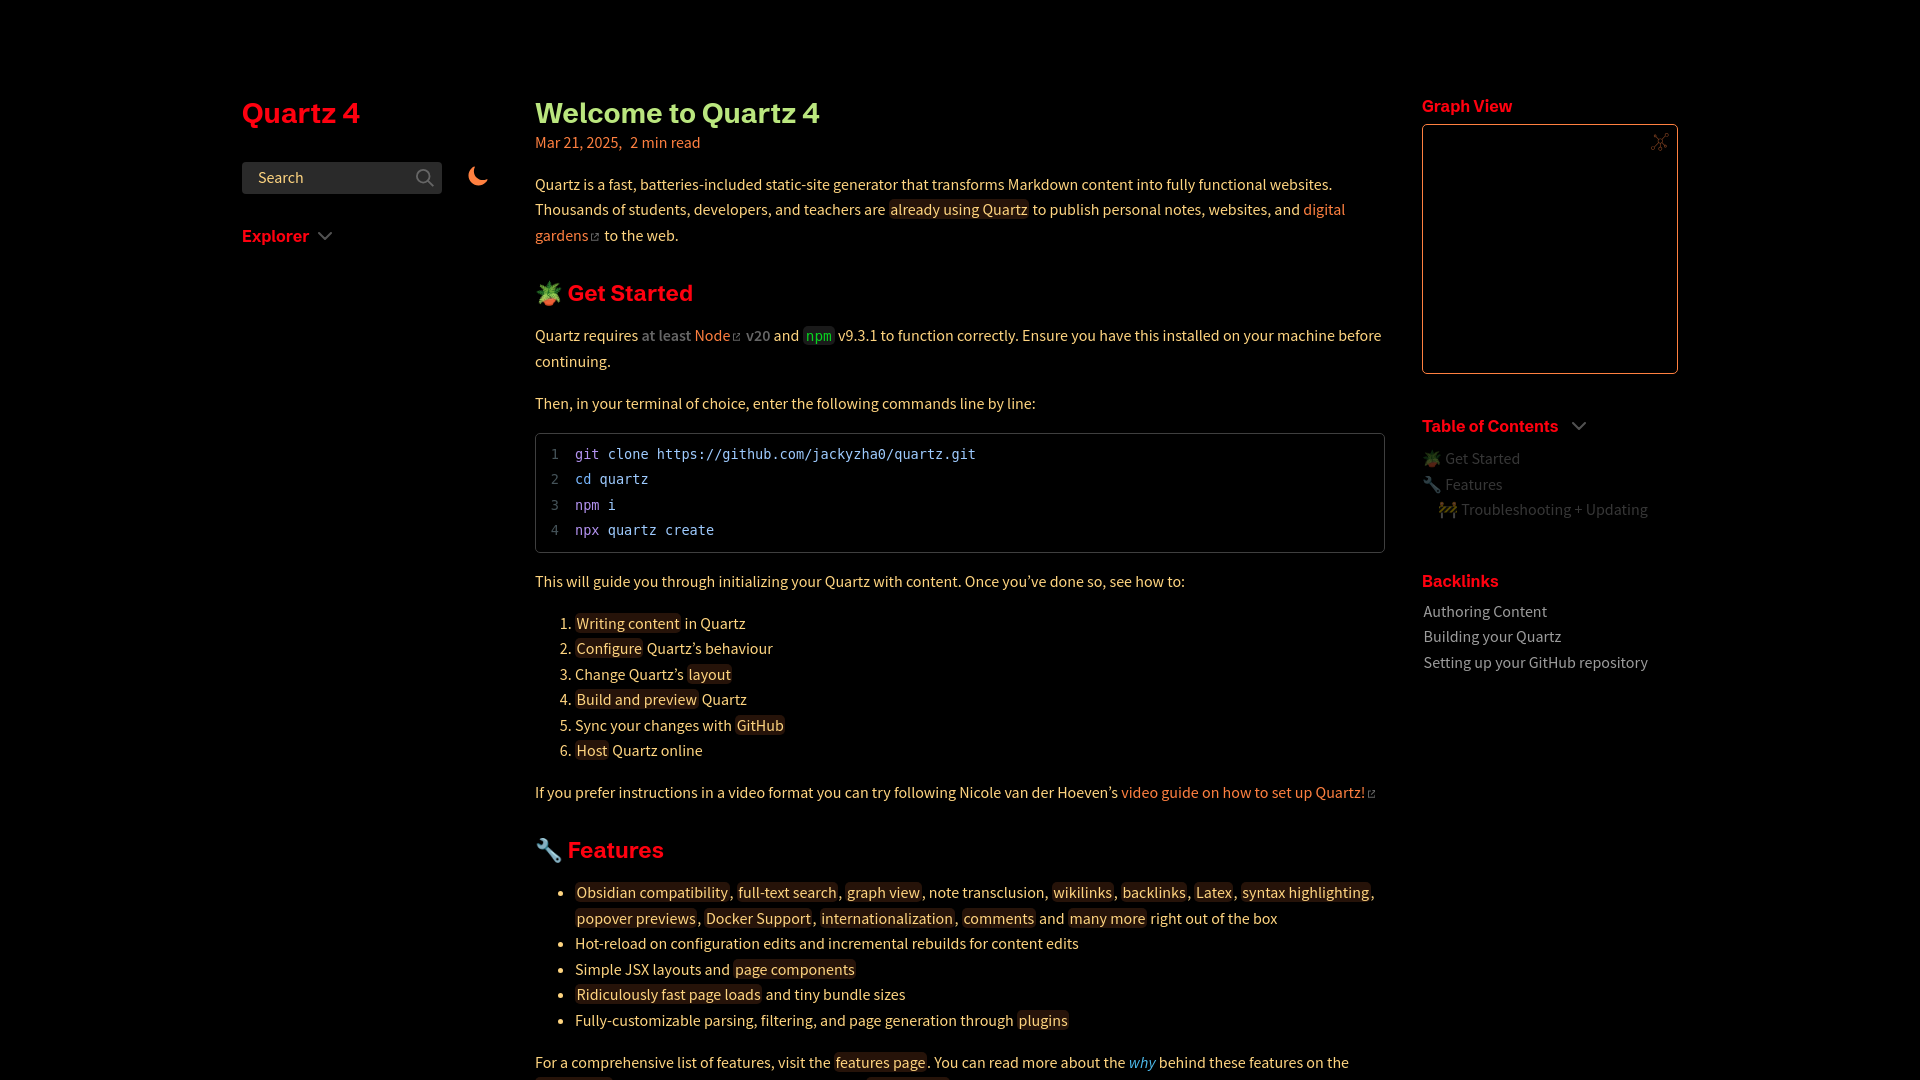 Quartz 4
Search
Explorer
Welcome to Quartz 4
Mar 21, 2025, 2 min read
Quartz is a fast, batteries-included static-site generator that transforms Markdown content into fully functional websites.
Thousands of students, developers, and teachers are already using Quartz to publish personal notes, websites, and digital
gardens to the web.
🪴 Get Started
Quartz requires at least Node v20 and npm v9.3.1 to function correctly. Ensure you have this installed on your machine before
continuing.
Then, in your terminal of choice, enter the following commands line by line:
1 git clone https://github.com/jackyzha0/quartz.git
2 cd quartz
3 npm i
4 npx quartz create
This will guide you through initializing your Quartz with content. Once you’ve done so, see how to:
1. Writing content in Quartz
2. Configure Quartz’s behaviour
3. Change Quartz’s layout
4. Build and preview Quartz
5. Sync your changes with GitHub
6. Host Quartz online
If you prefer instructions in a video format you can try following Nicole van der Hoeven’s video guide on how to set up Quartz!
🔧 Features
• Obsidian compatibility, full-text search, graph view, note transclusion, wikilinks, backlinks, Latex, syntax highlighting,
popover previews, Docker Support, internationalization, comments and many more right out of the box
• Hot-reload on configuration edits and incremental rebuilds for content edits
• Simple JSX layouts and page components
• Ridiculously fast page loads and tiny bundle sizes
• Fully-customizable parsing, filtering, and page generation through plugins
For a comprehensive list of features, visit the features page. You can read more about the why behind these features on the
Graph View
Table of Contents
🪴 Get Started
🔧 Features
🚧 Troubleshooting + Updating
Backlinks
Authoring Content
Building your Quartz
Setting up your GitHub repository